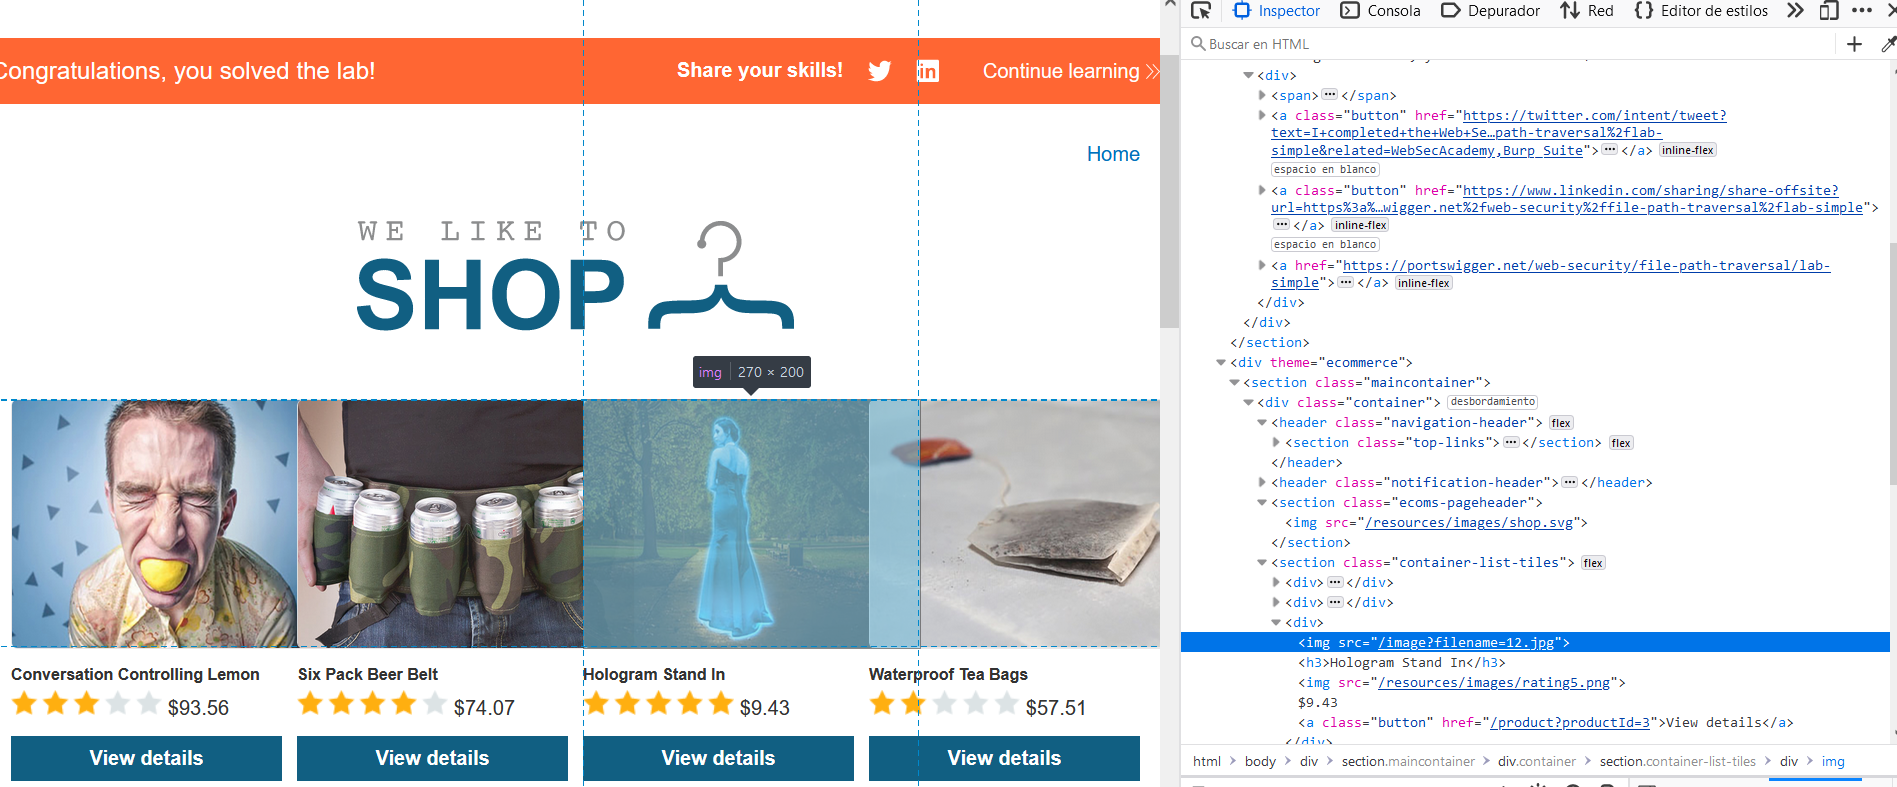 Congratulations, you solved the lab!
Share your skills!
Continue learning
Home
WE LIKE TO
SHOP
img 270 × 200
Conversation Controlling Lemon
$93.56
View details
Six Pack Beer Belt
$74.07
View details
Hologram Stand In
$9.43
View details
Waterproof Tea Bags
$57.51
View details
Inspector Consola Depurador Red Editor de estilos
Buscar en HTML
<div>
<span></span>
<a class="button" href="https://twitter.com/intent/tweet?
text=I+completed+the+Web+Se…path-traversal%2flab-
simple&related=WebSecAcademy,Burp_Suite"></a> inline-flex
espacio en blanco
<a class="button" href="https://www.linkedin.com/sharing/share-offsite?
url=https%3a%…wigger.net%2fweb-security%2ffile-path-traversal%2flab-simple">
</a> inline-flex
espacio en blanco
<a href="https://portswigger.net/web-security/file-path-traversal/lab-
simple"></a> inline-flex
</div>
</div>
</section>
<div theme="ecommerce">
<section class="maincontainer">
<div class="container"> desbordamiento
<header class="navigation-header"> flex
<section class="top-links"></section> flex
</header>
<header class="notification-header"></header>
<section class="ecoms-pageheader">
<img src="/resources/images/shop.svg">
</section>
<section class="container-list-tiles"> flex
<div></div>
<div></div>
<div>
<img src="/image?filename=12.jpg">
<h3>Hologram Stand In</h3>
<img src="/resources/images/rating5.png">
$9.43
<a class="button" href="/product?productId=3">View details</a>
</div>
html > body > div > section.maincontainer > div.container > section.container-list-tiles > div > img